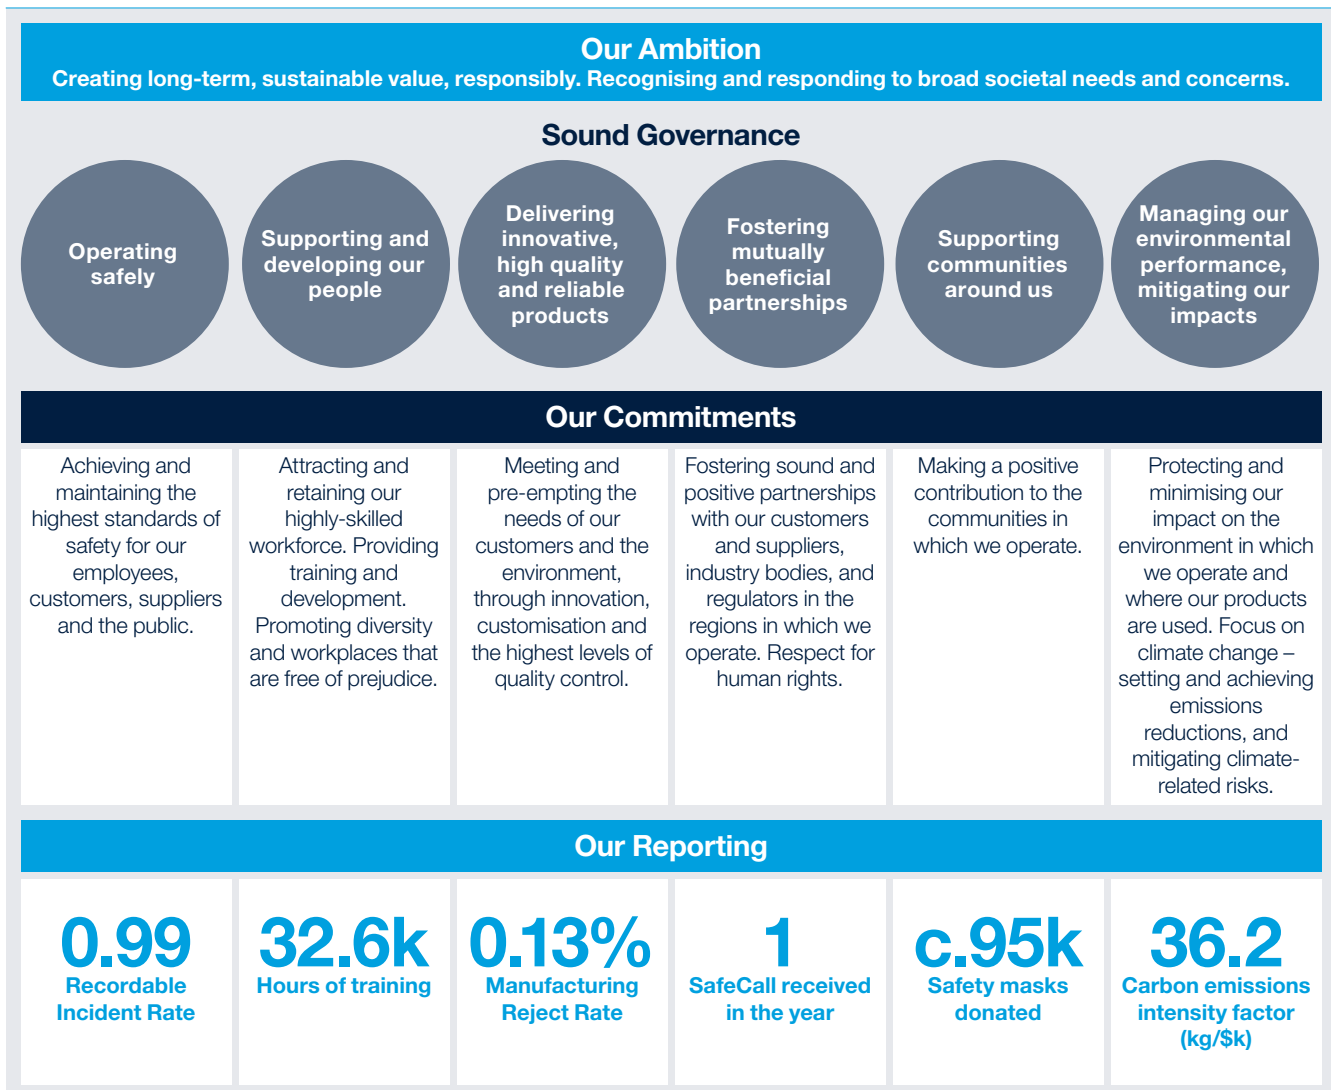 Our Ambition
Creating long-term, sustainable value, responsibly. Recognising and responding to broad societal needs and concerns.
Sound Governance
Operating
safely
Supporting and
developing our
people
Delivering
innovative,
high quality
and reliable
products
Fostering
mutually
beneficial
partnerships
Supporting
communities
around us
Managing our
environmental
performance,
mitigating our
impacts
Our Commitments
Achieving and
maintaining the
highest standards of
safety for our
employees,
customers, suppliers
and the public.
Attracting and
retaining our
highly-skilled
workforce. Providing
training and
development.
Promoting diversity
and workplaces that
are free of prejudice.
Meeting and
pre-empting the
needs of our
customers and the
environment,
through innovation,
customisation and
the highest levels of
quality control.
Fostering sound and
positive partnerships
with our customers
and suppliers,
industry bodies, and
regulators in the
regions in which we
operate. Respect for
human rights.
Making a positive
contribution to the
communities in
which we operate.
Protecting and
minimising our
impact on the
environment in which
we operate and
where our products
are used. Focus on
climate change –
setting and achieving
emissions
reductions, and
mitigating climate-
related risks.
Our Reporting
0.99
Recordable
Incident Rate
32.6k
Hours of training
0.13%
Manufacturing
Reject Rate
1
SafeCall received
in the year
c.95k
Safety masks
donated
36.2
Carbon emissions
intensity factor
(kg/$k)